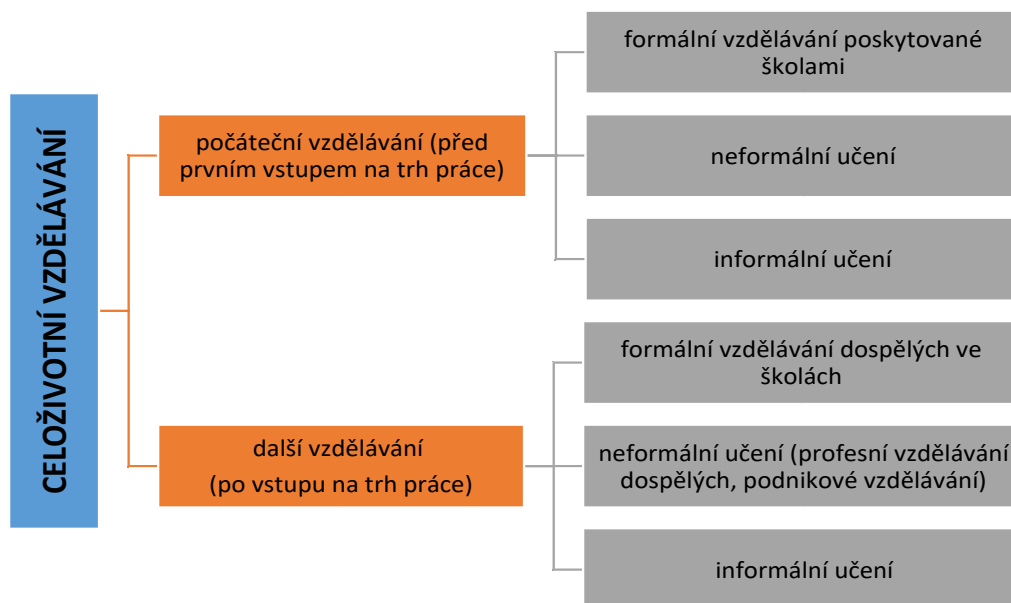 CELOŽIVOTNÍ VZDĚLÁVÁNÍ
počáteční vzdělávání (před
prvním vstupem na trh práce)
formální vzdělávání poskytované
školami
neformální učení
informální učení
další vzdělávání
(po vstupu na trh práce)
formální vzdělávání dospělých ve
školách
neformální učení (profesní vzdělávání
dospělých, podnikové vzdělávání)
informální učení